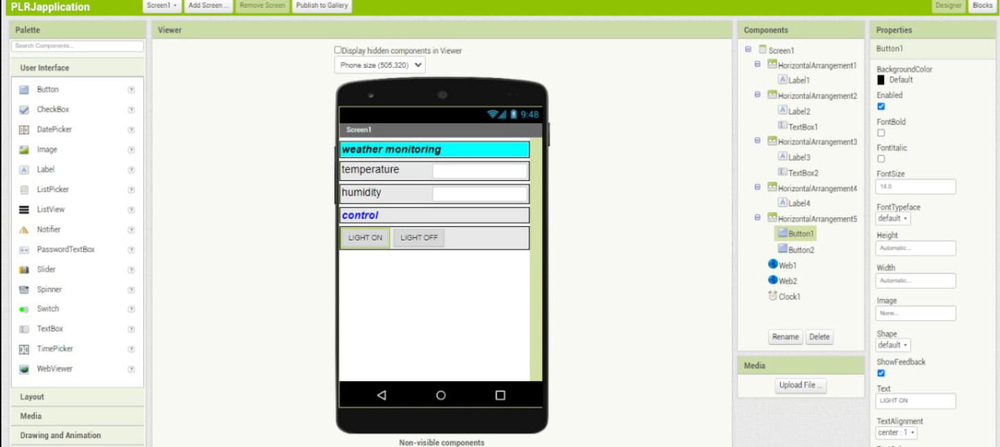 PLRJapplication
Screen1
Add Screen ...
Remove Screen
Publish to Gallery
Designer
Blocks
Palette
Search Components...
User Interface
Button
CheckBox
DatePicker
Image
Label
ListPicker
ListView
Notifier
PasswordTextBox
Slider
Spinner
Switch
TextBox
TimePicker
WebViewer
Layout
Media
Drawing and Animation
Viewer
Display hidden components in Viewer
Phone size (505,320)
9:48
Screen1
weather monitoring
temperature
humidity
control
LIGHT ON
LIGHT OFF
Non-visible components
Components
Screen1
HorizontalArrangement1
Label1
HorizontalArrangement2
Label2
TextBox1
HorizontalArrangement3
Label3
TextBox2
HorizontalArrangement4
Label4
HorizontalArrangement5
Button1
Button2
Web1
Web2
Clock1
Rename
Delete
Media
Upload File ...
Properties
Button1
BackgroundColor
Default
Enabled
FontBold
FontItalic
FontSize
14.0
FontTypeface
default
Height
Automatic...
Width
Automatic...
Image
None...
Shape
default
ShowFeedback
Text
LIGHT ON
TextAlignment
center : 1